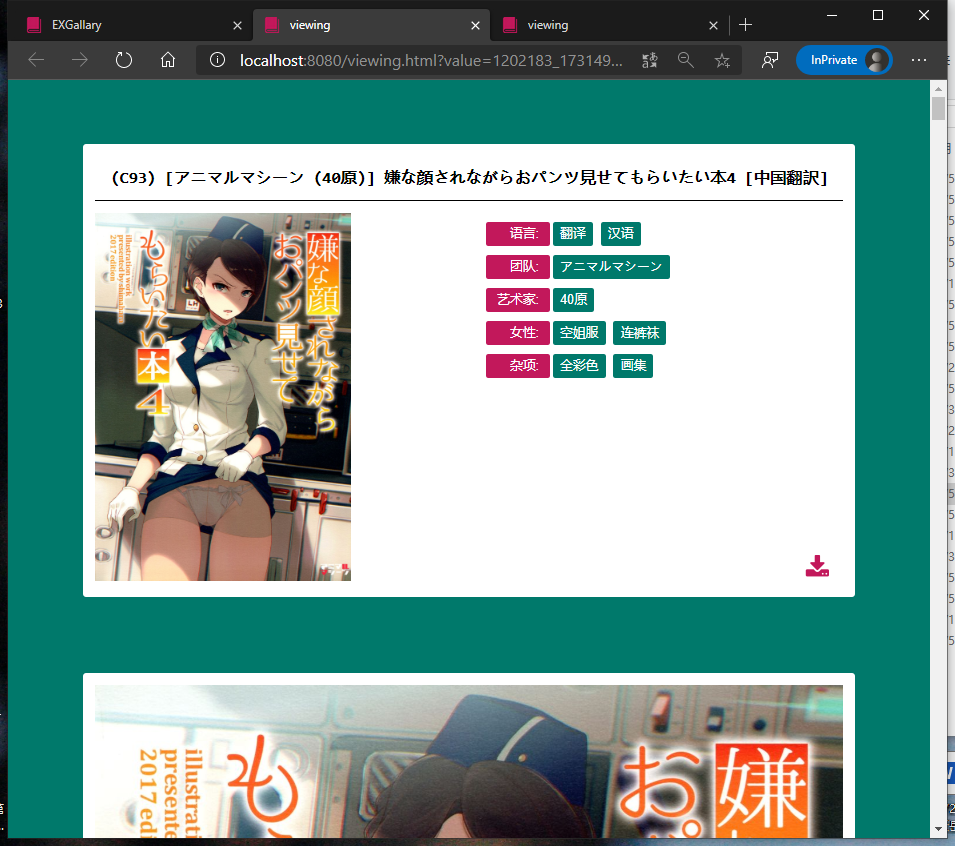 EXGallary
viewing
viewing
localhost:8080/viewing.html?value=1202183_173149...
InPrivate
(C93) [アニマルマシーン (40原)] 嫌な顔されながらおパンツ見せてもらいたい本4 [中国翻訳]
嫌な顔されながら
おパンツ見せて
もらいたい本4
illustration work
2017 edition
语言: 翻译 汉语
团队: アニマルマシーン
艺术家: 40原
女性: 空姐服 连裤袜
杂项: 全彩色 画集
嫌
おパ
も
illustra
presente
2017 edi